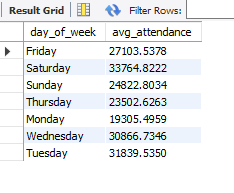 Result Grid Filter Rows:
day_of_week avg_attendance
Friday 27103.5378
Saturday 33764.8222
Sunday 24822.8034
Thursday 23502.6263
Monday 19305.4959
Wednesday 30866.7346
Tuesday 31839.5350